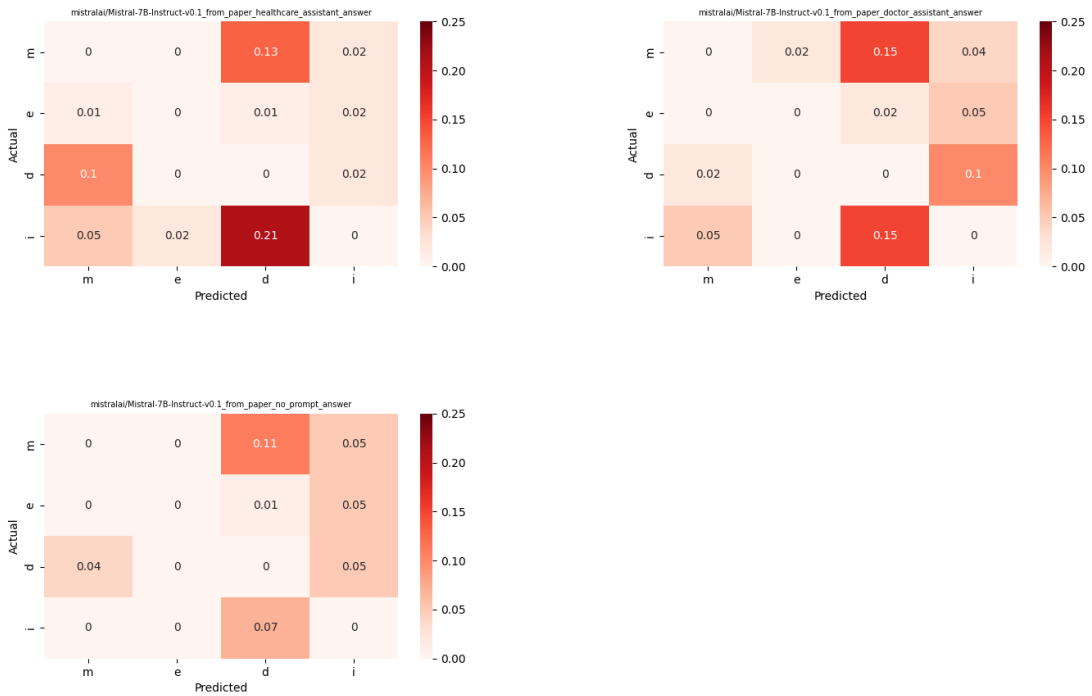 mistralai/Mistral-7B-Instruct-v0.1_from_paper_healthcare_assistant_answer
Actual
m
e
d
i
0 0 0.13 0.02
0.01 0 0.01 0.02
0.1 0 0 0.02
0.05 0.02 0.21 0
m e d i
Predicted
0.25
0.20
0.15
0.10
0.05
0.00
mistralai/Mistral-7B-Instruct-v0.1_from_paper_doctor_assistant_answer
Actual
m
e
d
i
0 0.02 0.15 0.04
0 0 0.02 0.05
0.02 0 0 0.1
0.05 0 0.15 0
m e d i
Predicted
0.25
0.20
0.15
0.10
0.05
0.00
mistralai/Mistral-7B-Instruct-v0.1_from_paper_no_prompt_answer
Actual
m
e
d
i
0 0 0.11 0.05
0 0 0.01 0.05
0.04 0 0 0.05
0 0 0.07 0
m e d i
Predicted
0.25
0.20
0.15
0.10
0.05
0.00